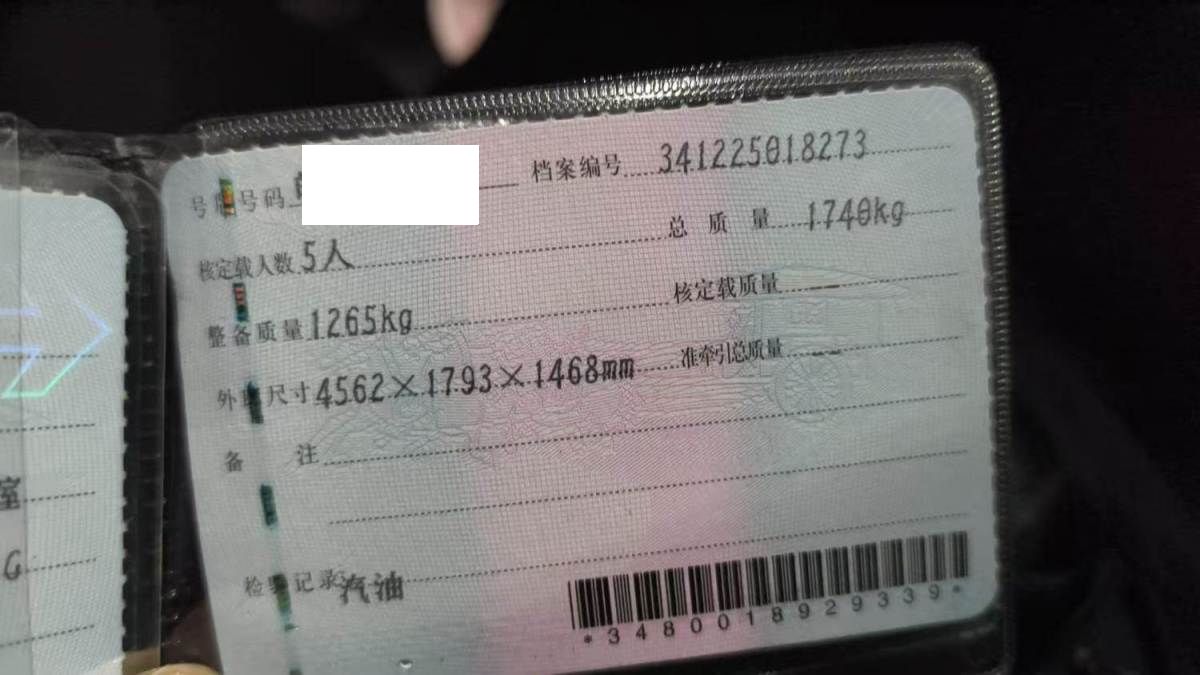 号牌号码 档案编号 341225018273
核定载人数 5人 总质量 1740kg
整备质量 1265kg 核定载质量 --
外廓尺寸 4562×1793×1468mm 准牵引总质量 --
备注
检验记录 汽油
*3480018929339*
室
G